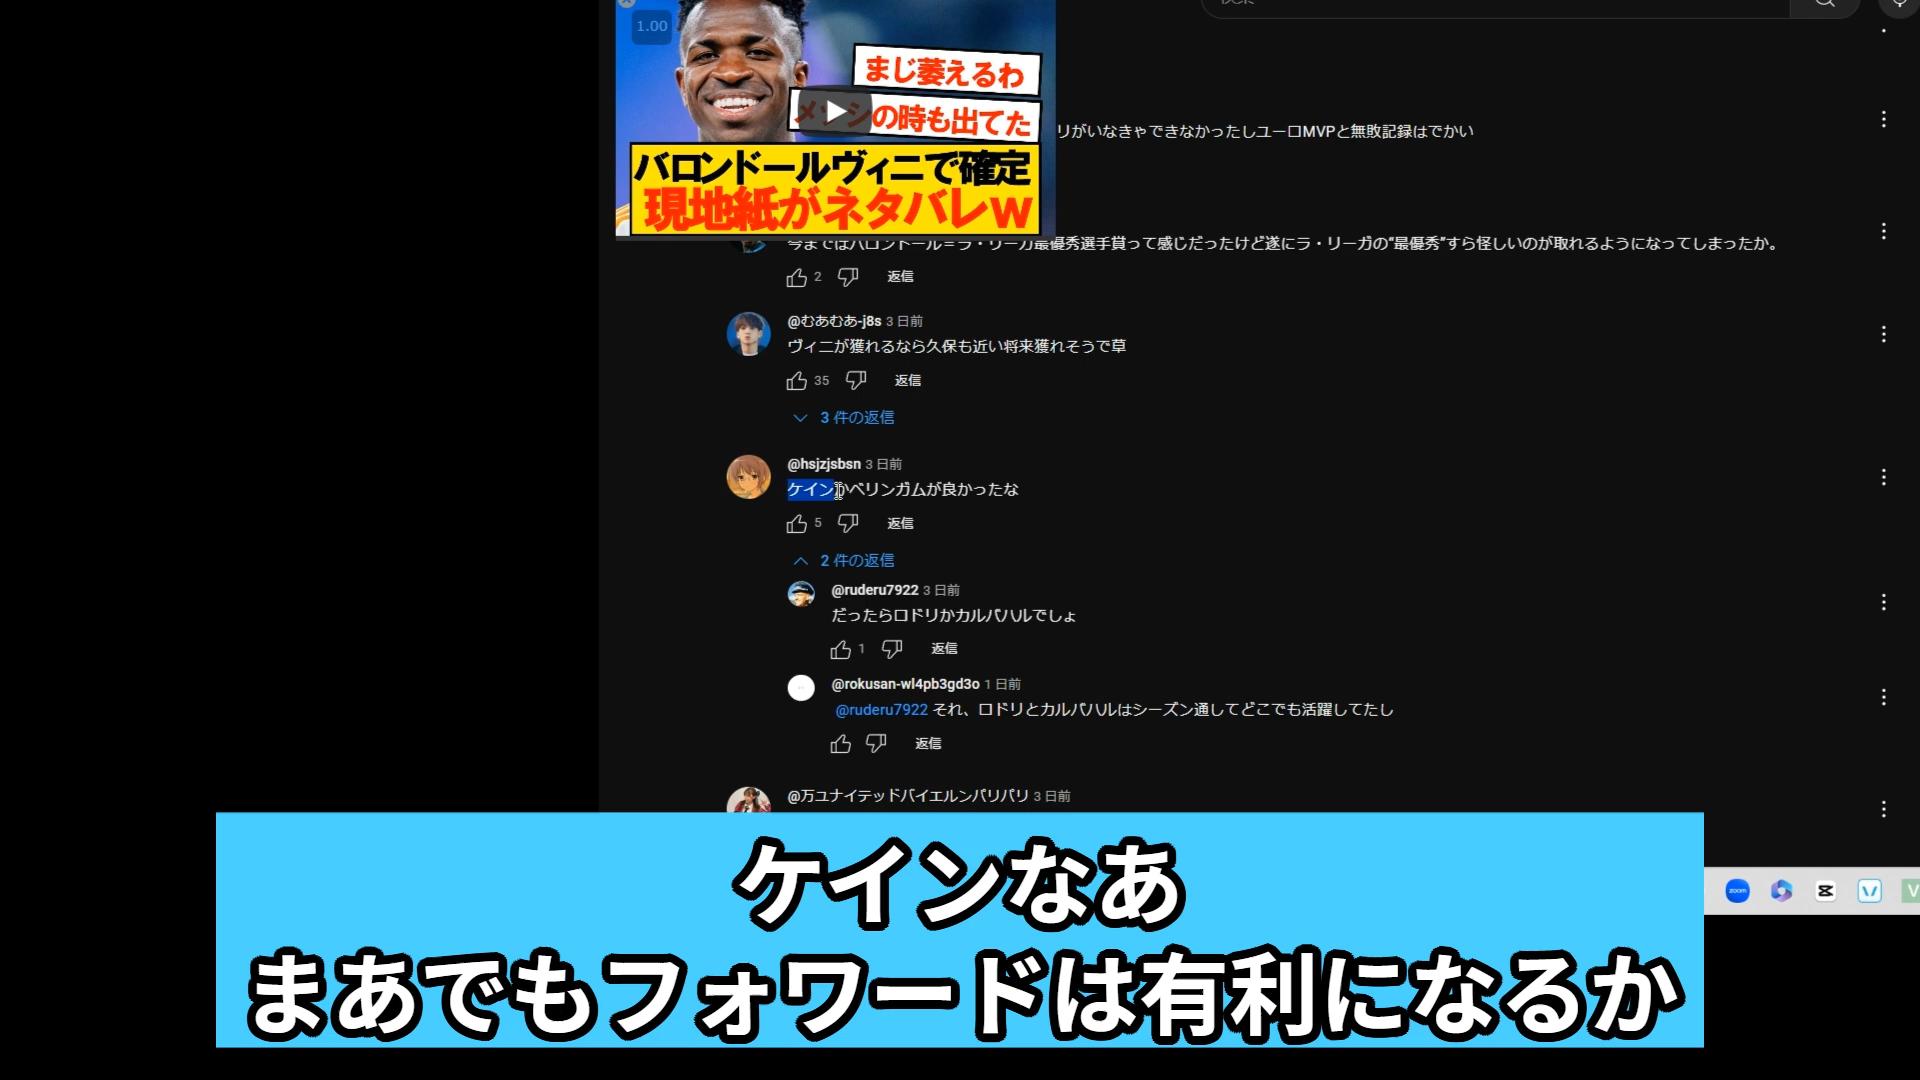 1.00
まじ萎えるわ
メッシの時も出てた
バロンドールヴィニで確定
現地紙がネタバレw
リがいなきゃできなかったしユーロMVPと無敗記録はでかい
今まではバロンドール=ラ・リーガ最優秀選手賞って感じだったけど遂にラ・リーガの“最優秀”すら怪しいのが取れるようになってしまったか。
2 返信
@むあむあ-j8s 3 日前
ヴィニが獲れるなら久保も近い将来獲れそうで草
35 返信
3 件の返信
@hsjzjsbsn 3 日前
ケインかベリンガムが良かったな
5 返信
2 件の返信
@ruderu7922 3 日前
だったらロドリかカルバハルでしょ
1 返信
@rokusan-wl4pb3gd3o 1 日前
@ruderu7922 それ、ロドリとカルバハルはシーズン通してどこでも活躍してたし
返信
@万ユナイテッドバイエルンパリパリ 3 日前
zoom
ケインなあ
まあでもフォワードは有利になるか